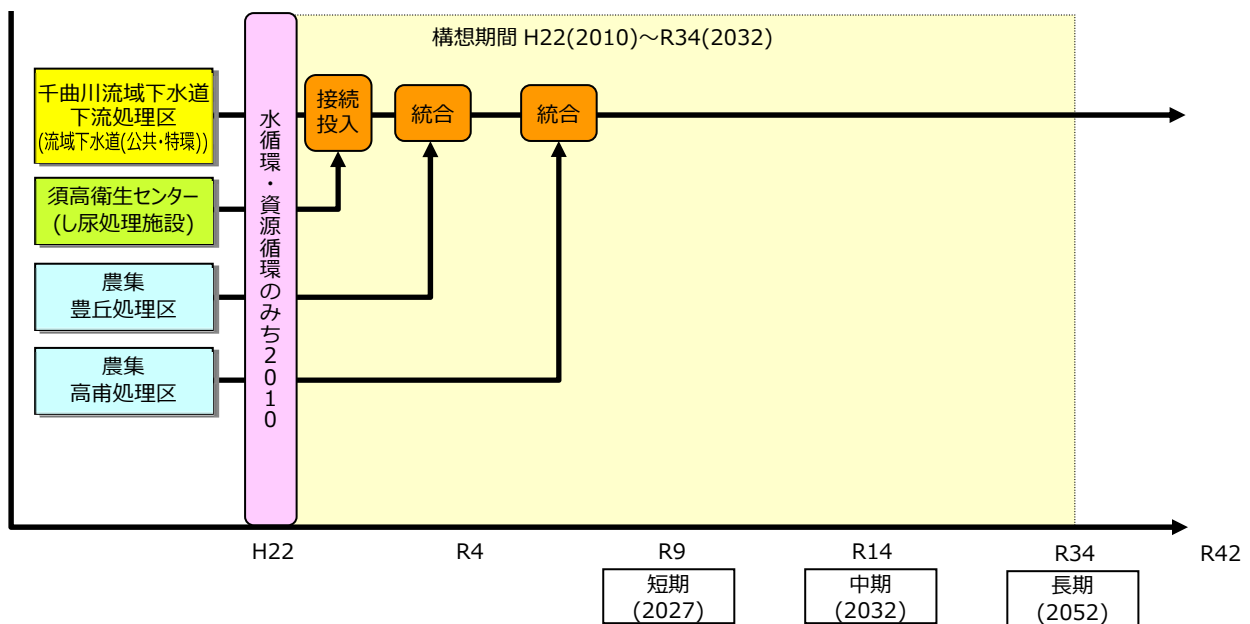 構想期間 H22(2010)～R34(2032)
千曲川流域下水道
下流処理区
(流域下水道(公共・特環))
須高衛生センター
(し尿処理施設)
農集
豊丘処理区
農集
高甫処理区
水循環・資源循環のみち2010
接続
投入
統合
統合
H22
R4
R9
R14
R34
R42
短期
(2027)
中期
(2032)
長期
(2052)